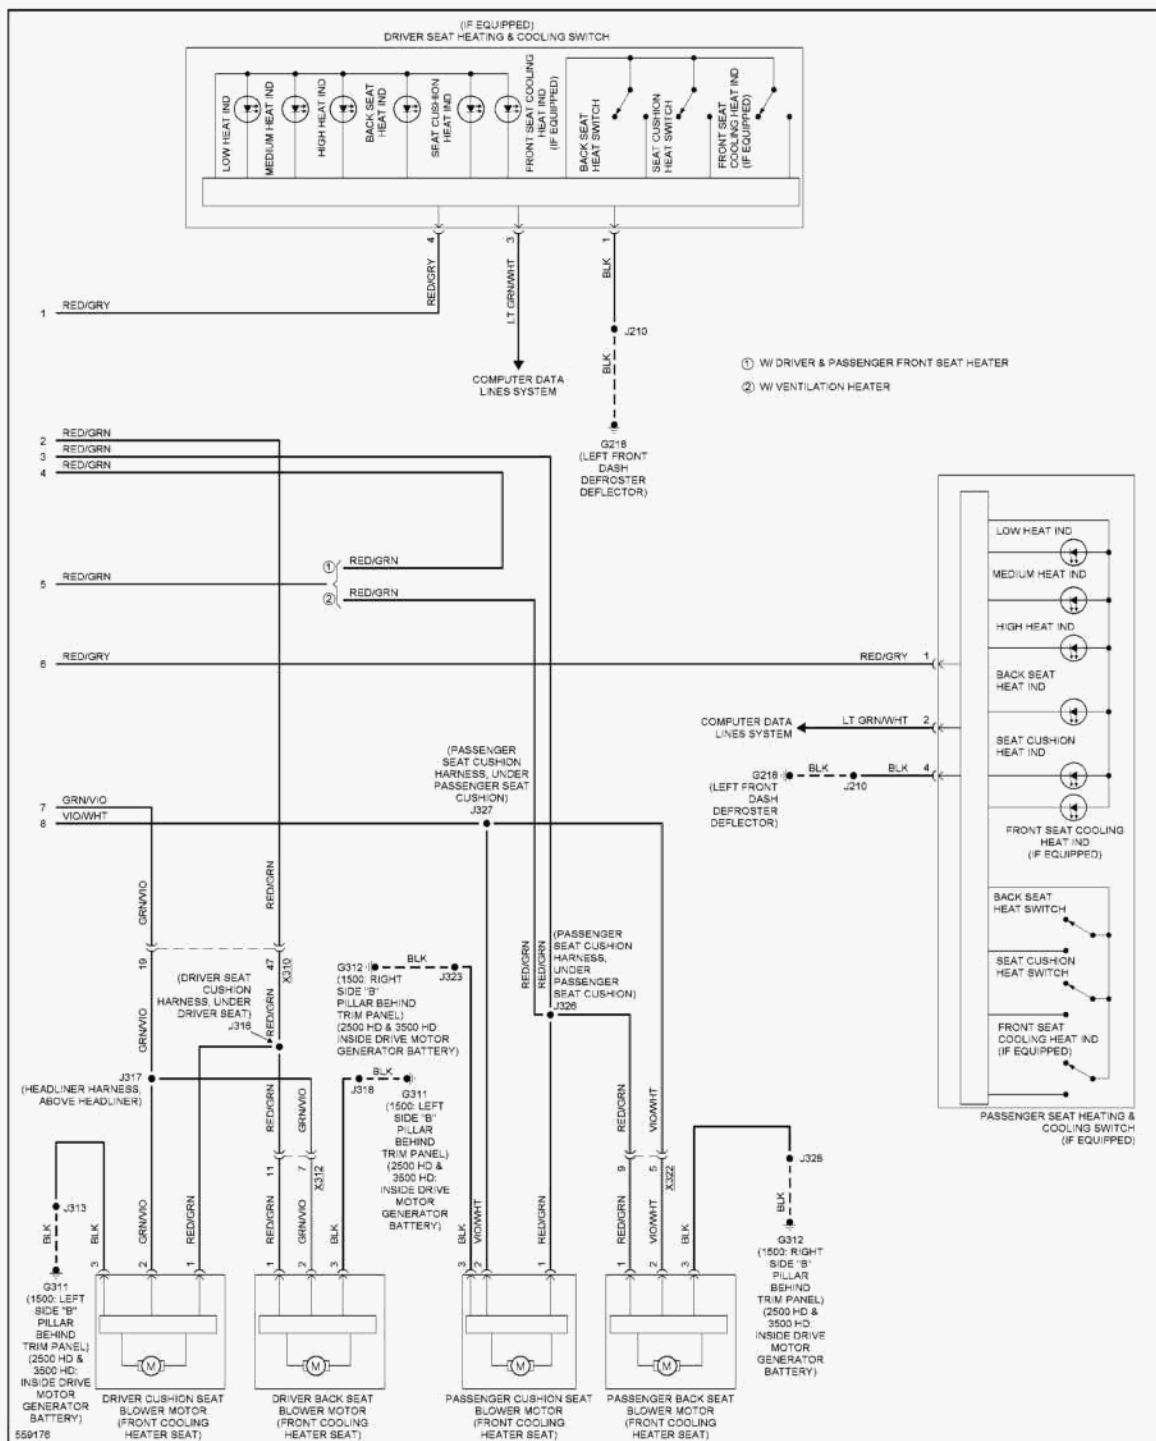 (IF EQUIPPED)
DRIVER SEAT HEATING & COOLING SWITCH
LOW HEAT IND
MEDIUM HEAT IND
HIGH HEAT IND
BACK SEAT
HEAT IND
SEAT CUSHION
HEAT IND
FRONT SEAT COOLING
HEAT IND
(IF EQUIPPED)
BACK SEAT
HEAT SWITCH
SEAT CUSHION
HEAT SWITCH
FRONT SEAT
COOLING HEAT IND
(IF EQUIPPED)
4
3
1
RED/GRY
LT GRN/WHT
BLK
1 RED/GRY
J210
BLK
COMPUTER DATA
LINES SYSTEM
① W/ DRIVER & PASSENGER FRONT SEAT HEATER
② W/ VENTILATION HEATER
G218
(LEFT FRONT
DASH
DEFROSTER
DEFLECTOR)
2 RED/GRN
3 RED/GRN
4 RED/GRN
① RED/GRN
5 RED/GRN
② RED/GRN
6 RED/GRY
RED/GRY 1
COMPUTER DATA
LINES SYSTEM
LT GRN/WHT 2
G218
(LEFT FRONT
DASH
DEFROSTER
DEFLECTOR)
BLK
J210
BLK 4
LOW HEAT IND
MEDIUM HEAT IND
HIGH HEAT IND
BACK SEAT
HEAT IND
SEAT CUSHION
HEAT IND
FRONT SEAT COOLING
HEAT IND
(IF EQUIPPED)
BACK SEAT
HEAT SWITCH
SEAT CUSHION
HEAT SWITCH
FRONT SEAT
COOLING HEAT IND
(IF EQUIPPED)
PASSENGER SEAT HEATING &
COOLING SWITCH
(IF EQUIPPED)
(PASSENGER
SEAT CUSHION
HARNESS, UNDER
PASSENGER SEAT
CUSHION)
J327
7 GRN/VIO
8 VIO/WHT
GRN/VIO
RED/GRN
19
47
X310
(DRIVER SEAT
CUSHION
HARNESS, UNDER
DRIVER SEAT)
J316
GRN/VIO
RED/GRN
G312
(1500: RIGHT
SIDE "B"
PILLAR BEHIND
TRIM PANEL)
(2500 HD & 3500 HD:
INSIDE DRIVE MOTOR
GENERATOR BATTERY)
BLK
J323
RED/GRN
RED/GRN
(PASSENGER
SEAT CUSHION
HARNESS,
UNDER
PASSENGER
SEAT CUSHION)
J326
J317
(HEADLINER HARNESS,
ABOVE HEADLINER)
RED/GRN
GRN/VIO
BLK
J318
G311
(1500: LEFT
SIDE "B"
PILLAR
BEHIND
TRIM PANEL)
(2500 HD &
3500 HD:
INSIDE DRIVE
MOTOR
GENERATOR
BATTERY)
RED/GRN
VIO/WHT
11
7
X312
9
5
X322
J328
BLK
G312
(1500: RIGHT
SIDE "B"
PILLAR
BEHIND
TRIM PANEL)
(2500 HD &
3500 HD:
INSIDE DRIVE
MOTOR
GENERATOR
BATTERY)
J313
BLK
G311
(1500: LEFT
SIDE "B"
PILLAR
BEHIND
TRIM PANEL)
(2500 HD &
3500 HD:
INSIDE DRIVE
MOTOR
GENERATOR
BATTERY)
BLK
GRN/VIO
RED/GRN
3
2
1
M
DRIVER CUSHION SEAT
BLOWER MOTOR
(FRONT COOLING
HEATER SEAT)
RED/GRN
GRN/VIO
BLK
1
2
3
M
DRIVER BACK SEAT
BLOWER MOTOR
(FRONT COOLING
HEATER SEAT)
BLK
VIO/WHT
RED/GRN
3
2
1
M
PASSENGER CUSHION SEAT
BLOWER MOTOR
(FRONT COOLING
HEATER SEAT)
RED/GRN
VIO/WHT
BLK
1
2
3
M
PASSENGER BACK SEAT
BLOWER MOTOR
(FRONT COOLING
HEATER SEAT)
559176